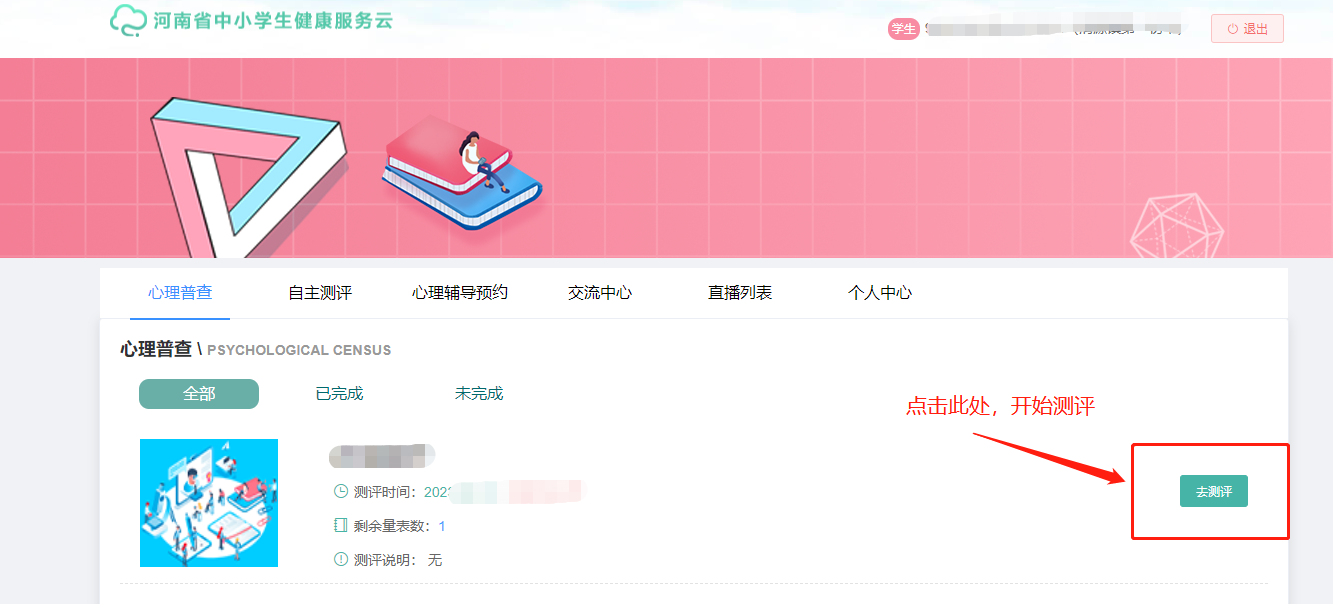 河南省中小学生健康服务云
学生
退出
心理普查 自主测评 心理辅导预约 交流中心 直播列表 个人中心
心理普查 \ PSYCHOLOGICAL CENSUS
全部 已完成 未完成
点击此处，开始测评
测评时间：202
去测评
剩余量表数：1
测评说明： 无